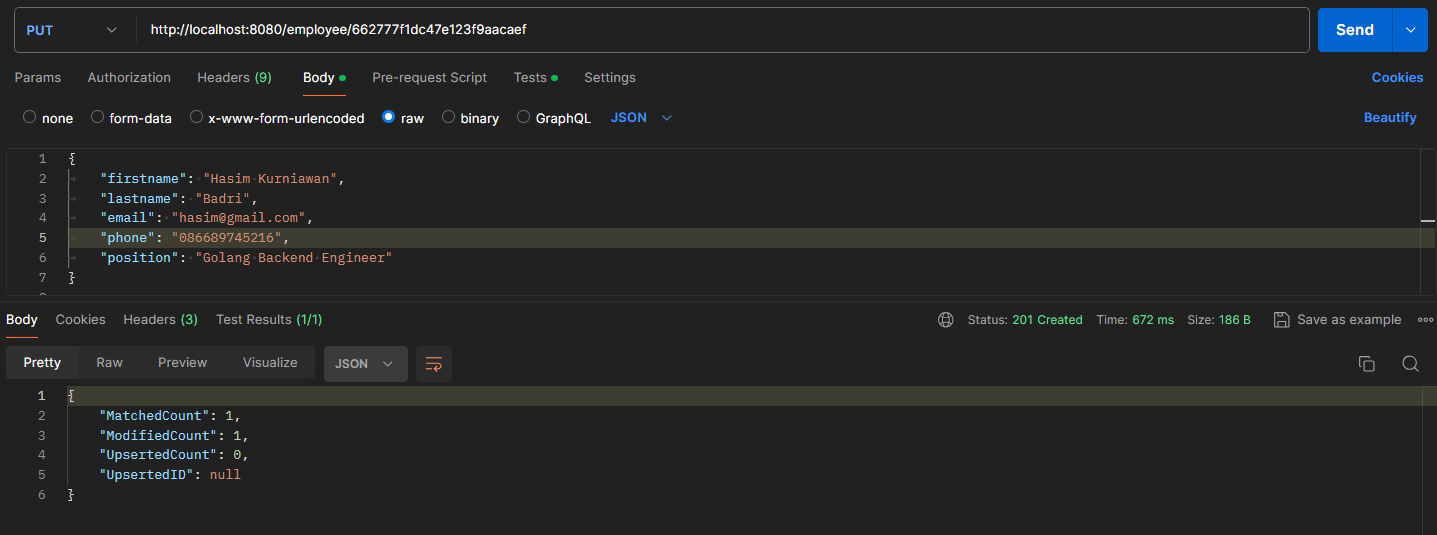 PUT http://localhost:8080/employee/662777f1dc47e123f9aacaef Send
Params Authorization Headers (9) Body Pre-request Script Tests Settings Cookies
none form-data x-www-form-urlencoded raw binary GraphQL JSON Beautify
1 {
2 "firstname": "Hasim Kurniawan",
3 "lastname": "Badri",
4 "email": "hasim@gmail.com",
5 "phone": "086689745216",
6 "position": "Golang Backend Engineer"
7 }
Body Cookies Headers (3) Test Results (1/1) Status: 201 Created Time: 672 ms Size: 186 B Save as example
Pretty Raw Preview Visualize JSON
1 {
2 "MatchedCount": 1,
3 "ModifiedCount": 1,
4 "UpsertedCount": 0,
5 "UpsertedID": null
6 }